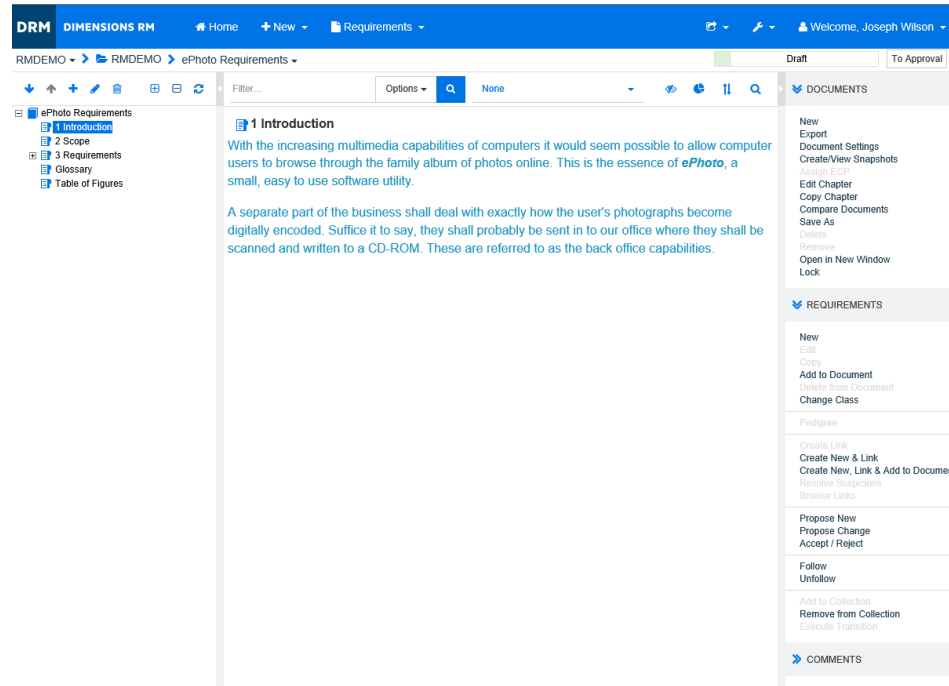 DRM DIMENSIONS RM Home New Requirements Welcome, Joseph Wilson
RMDEMO RMDEMO ePhoto Requirements Draft To Approval
Filter... Options None DOCUMENTS
ePhoto Requirements
1 Introduction
2 Scope
3 Requirements
Glossary
Table of Figures
1 Introduction
With the increasing multimedia capabilities of computers it would seem possible to allow computer
users to browse through the family album of photos online. This is the essence of ePhoto, a
small, easy to use software utility.
A separate part of the business shall deal with exactly how the user's photographs become
digitally encoded. Suffice it to say, they shall probably be sent in to our office where they shall be
scanned and written to a CD-ROM. These are referred to as the back office capabilities.
New
Export
Document Settings
Create/View Snapshots
Assign ECP
Edit Chapter
Copy Chapter
Compare Documents
Save As
Delete
Remove
Open in New Window
Lock
REQUIREMENTS
New
Edit
Copy
Add to Document
Delete from Document
Change Class
Pedigree
Create Link
Create New & Link
Create New, Link & Add to Docume
Resolve Suspicions
Browse Links
Propose New
Propose Change
Accept / Reject
Follow
Unfollow
Add to Collection
Remove from Collection
Execute Transition
COMMENTS